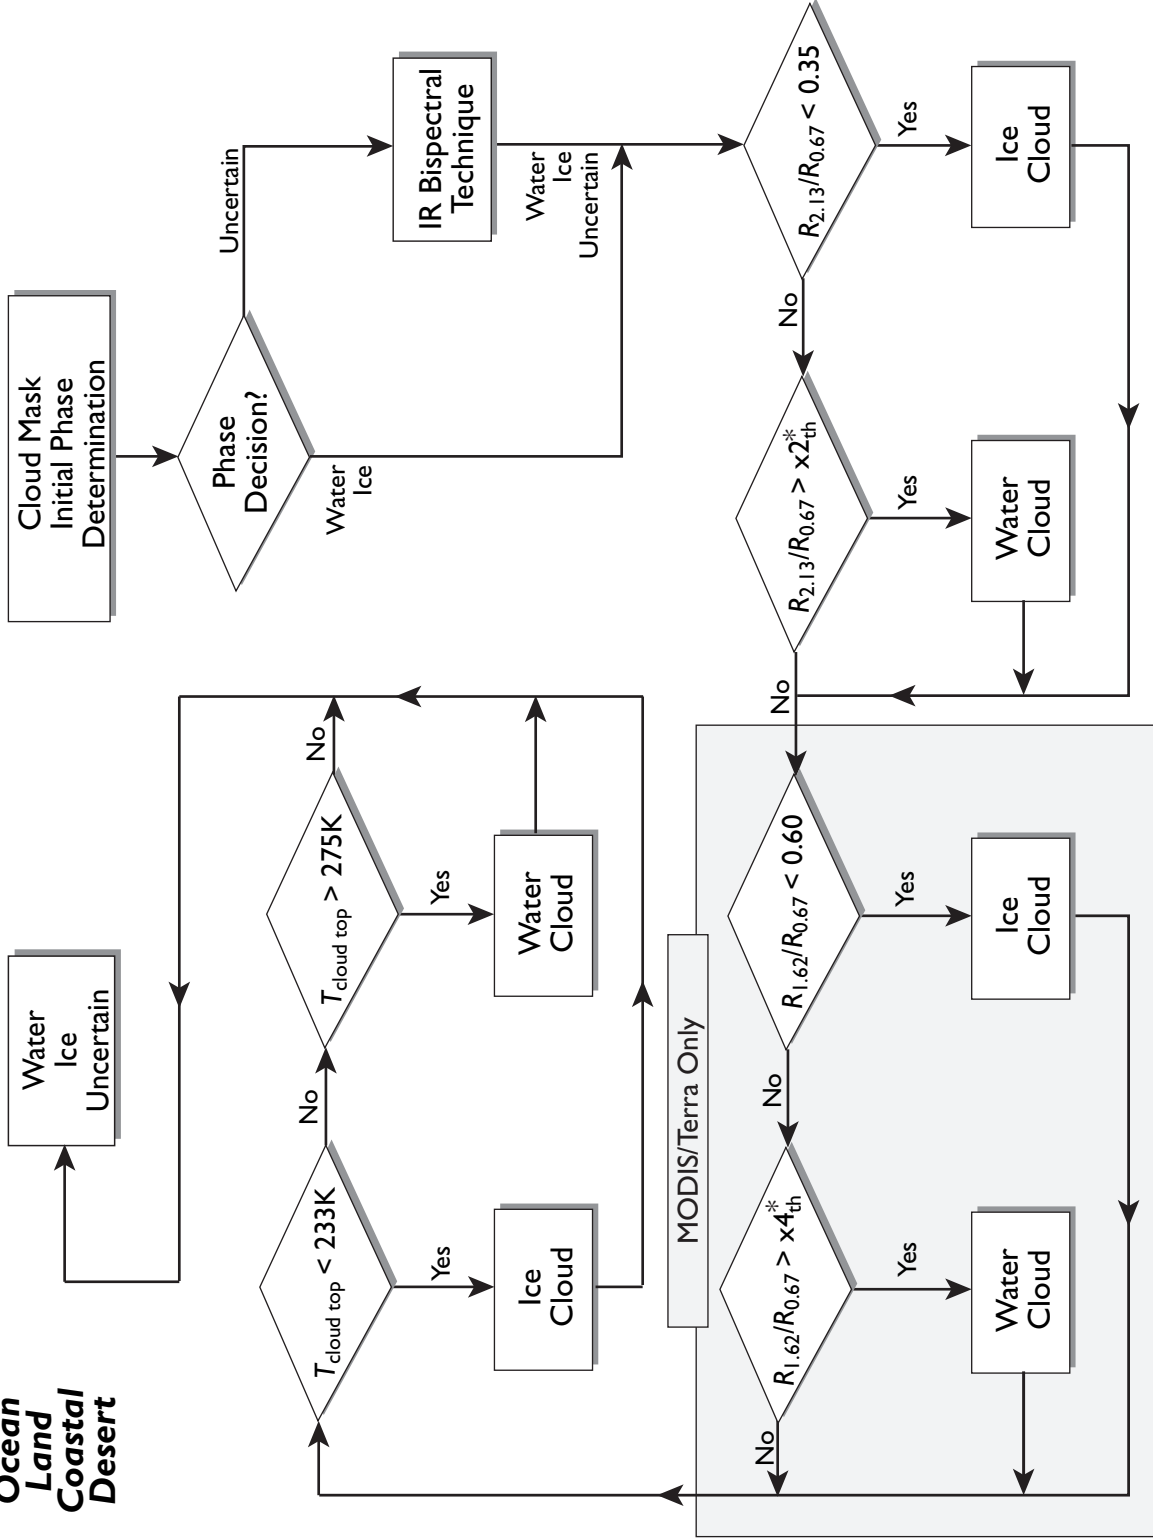 Ocean
Land
Coastal
Desert
Cloud Mask
Initial Phase
Determination
Phase
Decision?
Uncertain
Water
Ice
IR Bispectral
Technique
Water
Ice
Uncertain
R2.13/R0.67 < 0.35
Yes
Ice
Cloud
No
R2.13/R0.67 > x2*th
Yes
Water
Cloud
No
MODIS/Terra Only
R1.62/R0.67 < 0.60
Yes
Ice
Cloud
No
R1.62/R0.67 > x4*th
Yes
Water
Cloud
No
Tcloud top < 233K
Yes
Ice
Cloud
No
Tcloud top > 275K
Yes
Water
Cloud
No
Water
Ice
Uncertain